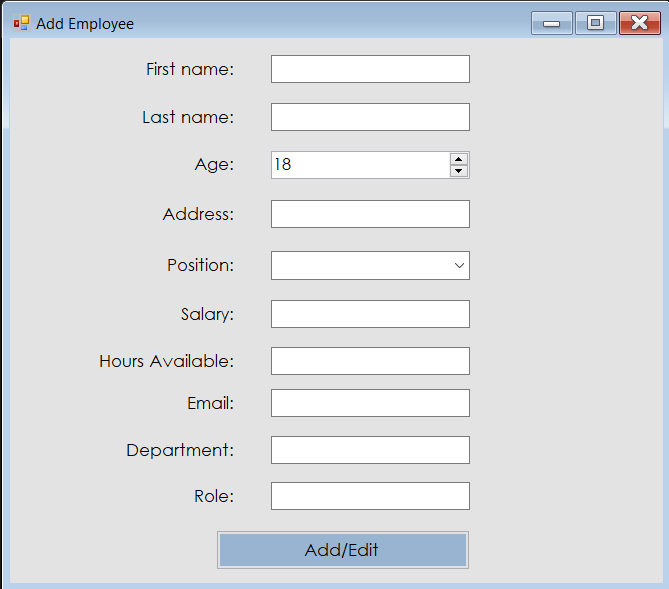 Add Employee
First name:
Last name:
Age: 18
Address:
Position:
Salary:
Hours Available:
Email:
Department:
Role:
Add/Edit